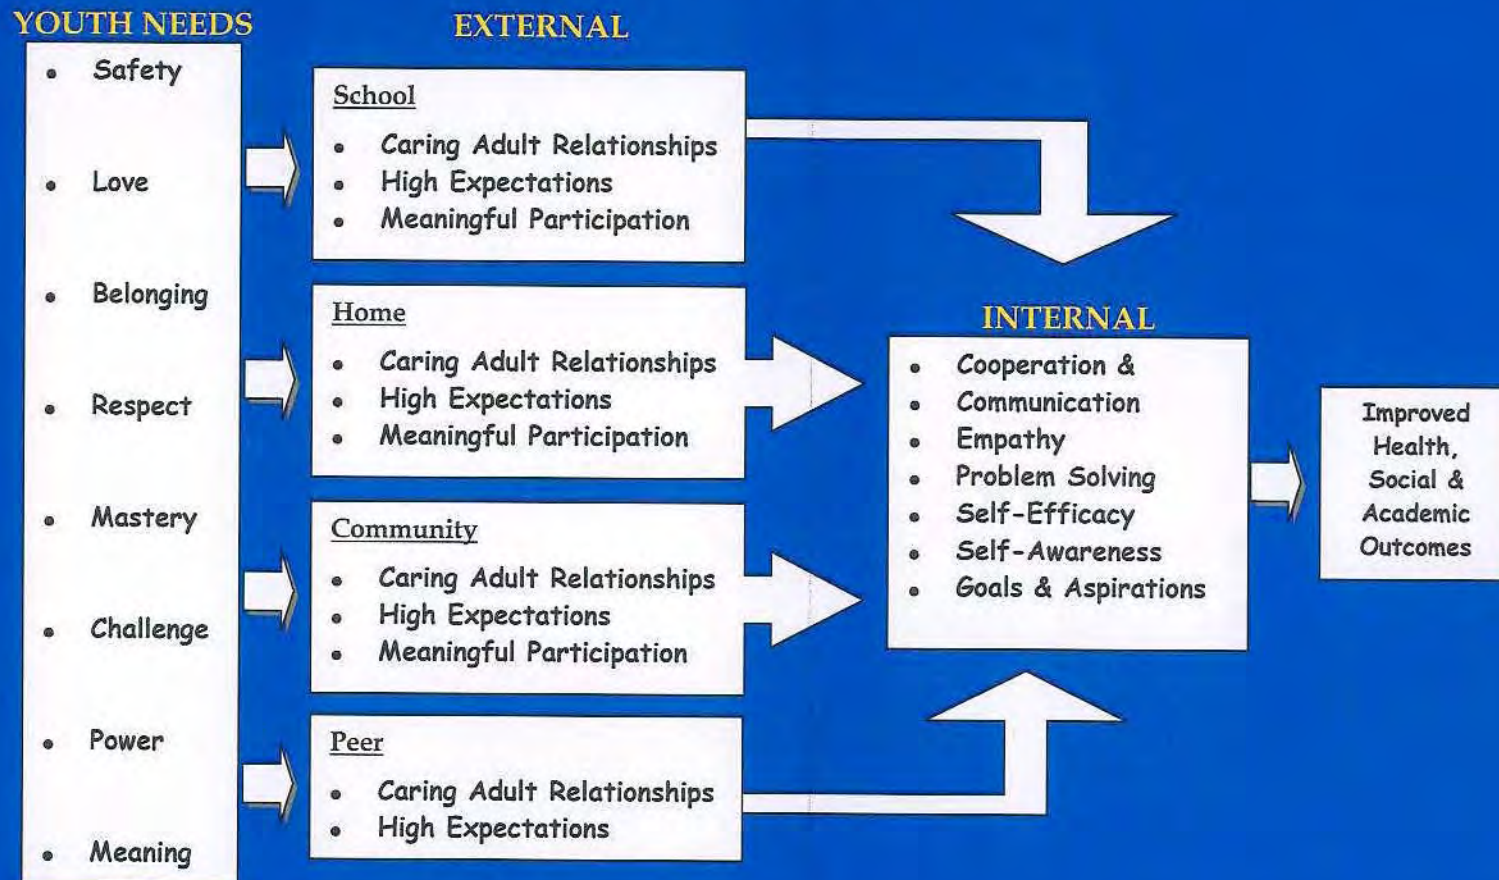 YOUTH NEEDS
• Safety
• Love
• Belonging
• Respect
• Mastery
• Challenge
• Power
• Meaning
EXTERNAL
School
• Caring Adult Relationships
• High Expectations
• Meaningful Participation
Home
• Caring Adult Relationships
• High Expectations
• Meaningful Participation
Community
• Caring Adult Relationships
• High Expectations
• Meaningful Participation
Peer
• Caring Adult Relationships
• High Expectations
INTERNAL
• Cooperation &
• Communication
• Empathy
• Problem Solving
• Self-Efficacy
• Self-Awareness
• Goals & Aspirations
Improved
Health,
Social &
Academic
Outcomes